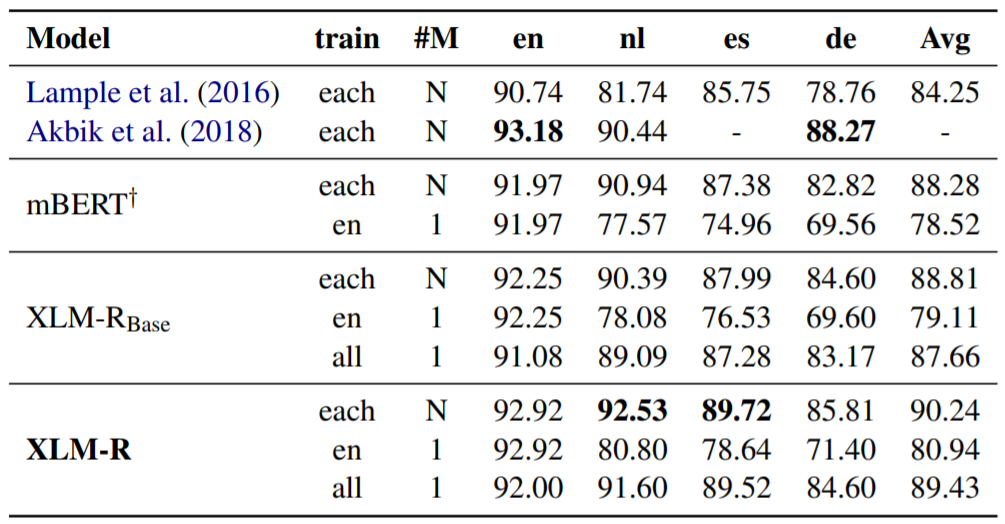 Model train #M en nl es de Avg
Lample et al. (2016) each N 90.74 81.74 85.75 78.76 84.25
Akbik et al. (2018) each N 93.18 90.44 - 88.27 -
mBERT† each N 91.97 90.94 87.38 82.82 88.28
en 1 91.97 77.57 74.96 69.56 78.52
each N 92.25 90.39 87.99 84.60 88.81
XLM-RBase en 1 92.25 78.08 76.53 69.60 79.11
all 1 91.08 89.09 87.28 83.17 87.66
each N 92.92 92.53 89.72 85.81 90.24
XLM-R en 1 92.92 80.80 78.64 71.40 80.94
all 1 92.00 91.60 89.52 84.60 89.43